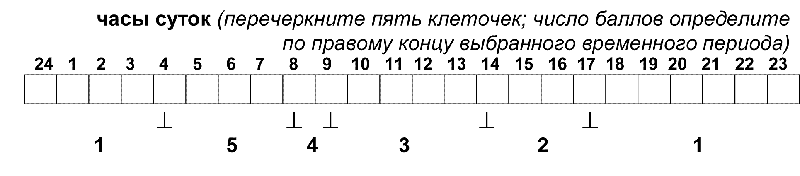 часы суток (перечеркните пять клеточек; число баллов определите
по правому концу выбранного временного периода)
24 1 2 3 4 5 6 7 8 9 10 11 12 13 14 15 16 17 18 19 20 21 22 23
1 5 4 3 2 1